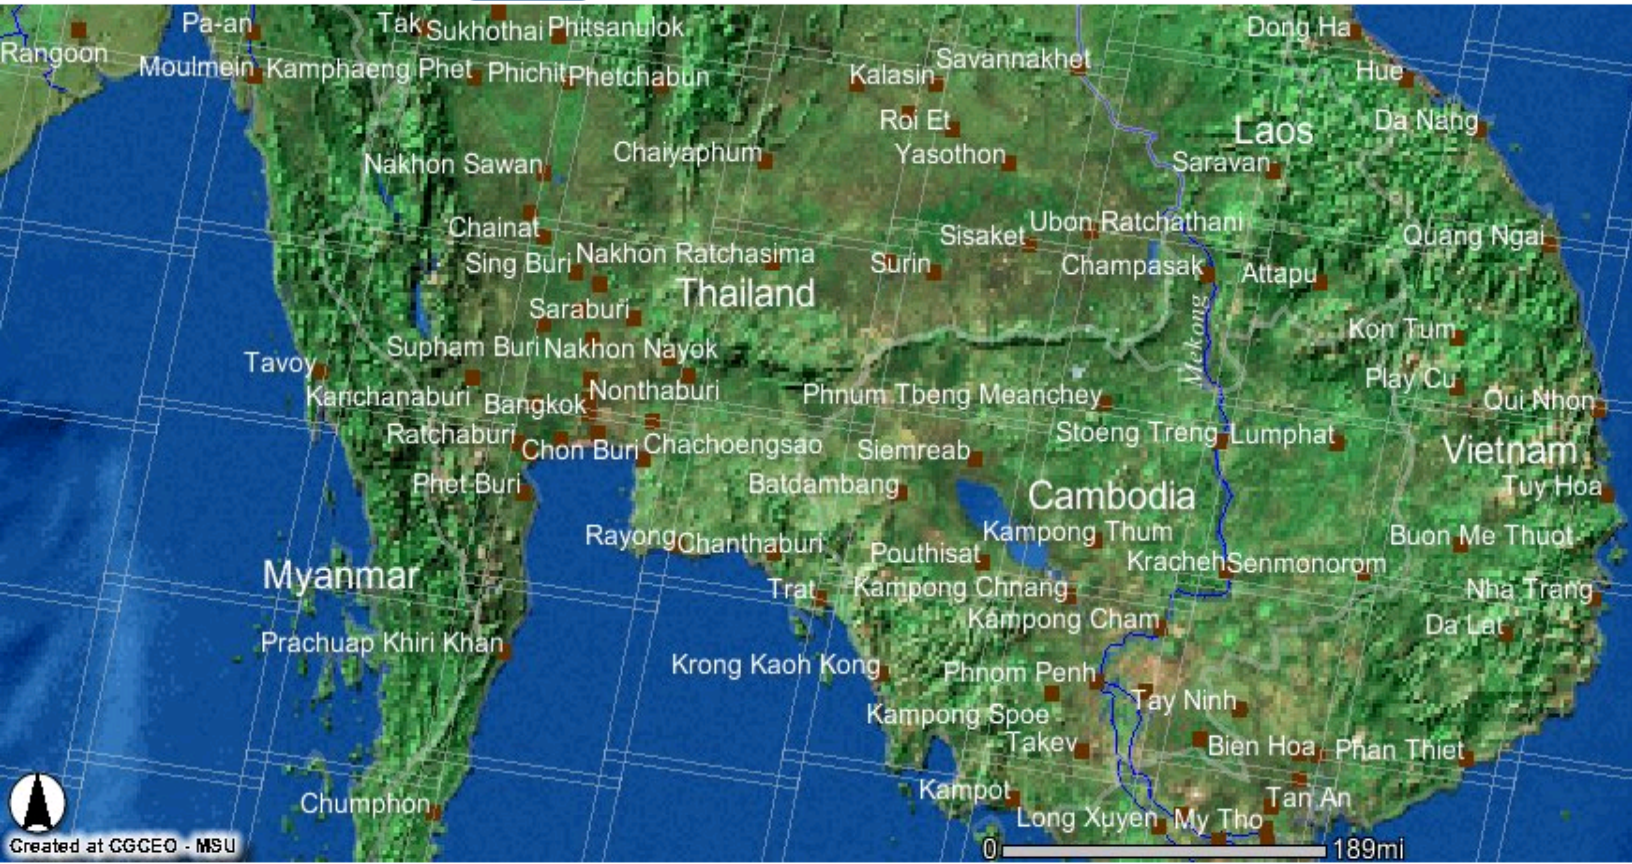 Pa-an
Tak
Sukhothai
Phitsanulok
Dong Ha
Rangoon
Moulmein
Kamphaeng Phet
Phichit
Phetchabun
Kalasin
Savannakhet
Hue
Roi Et
Da Nang
Laos
Nakhon Sawan
Chaiyaphum
Yasothon
Saravan
Chainat
Ubon Ratchathani
Sisaket
Quang Ngai
Sing Buri
Nakhon Ratchasima
Surin
Champasak
Attapu
Thailand
Saraburi
Mekong
Kon Tum
Supham Buri
Nakhon Nayok
Tavoy
Play Cu
Kanchanaburi
Bangkok
Nonthaburi
Phnum Tbeng Meanchey
Qui Nhon
Ratchaburi
Chon Buri
Chachoengsao
Siemreab
Stoeng Treng
Lumphat
Vietnam
Phet Buri
Batdambang
Cambodia
Tuy Hoa
Rayong
Chanthaburi
Kampong Thum
Buon Me Thuot
Pouthisat
Kracheh
Senmonorom
Myanmar
Trat
Kampong Chnang
Nha Trang
Kampong Cham
Da Lat
Prachuap Khiri Khan
Krong Kaoh Kong
Phnom Penh
Tay Ninh
Kampong Spoe
Takev
Bien Hoa
Phan Thiet
Chumphon
Kampot
Tan An
Long Xuyen
My Tho
Created at CGCEO - MSU
0
189mi